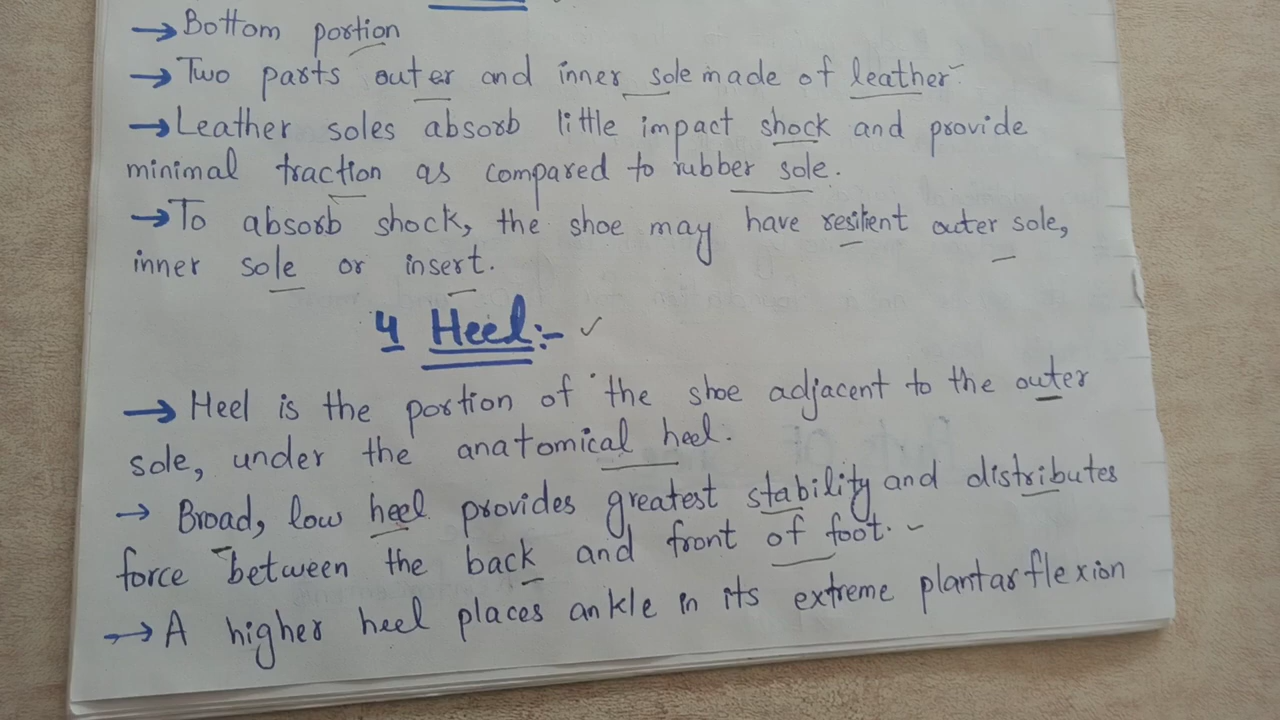 →Bottom portion
→Two parts outer and inner sole made of leather
→Leather soles absorb little impact shock and provide
minimal traction as compared to rubber sole.
→To absorb shock, the shoe may have resilient outer sole,
inner sole or insert.
4 Heel:- ✓
→ Heel is the portion of the shoe adjacent to the outer
sole, under the anatomical heel.
→ Broad, low heel provides greatest stability and distributes
force between the back and front of foot.
→ A higher heel places ankle in its extreme plantarflexion